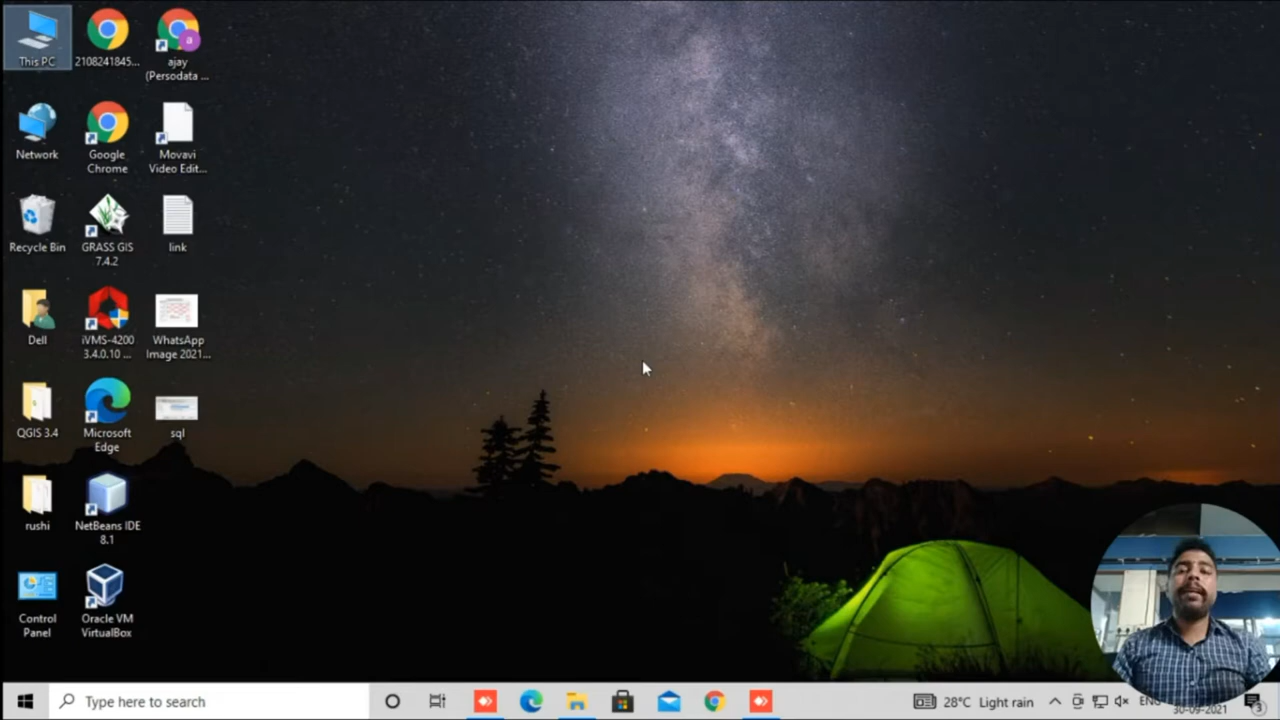 This PC
2108241845...
ajay
(Persodata ...
a
Network
Google
Chrome
Movavi
Video Edit...
Recycle Bin
GRASS GIS
7.4.2
link
Dell
iVMS-4200
3.4.0.10 ...
WhatsApp
Image 2021...
QGIS 3.4
Microsoft
Edge
sql
rushi
NetBeans IDE
8.1
Control
Panel
Oracle VM
VirtualBox
Type here to search
28°C Light rain
ENG
30-09-2021
3